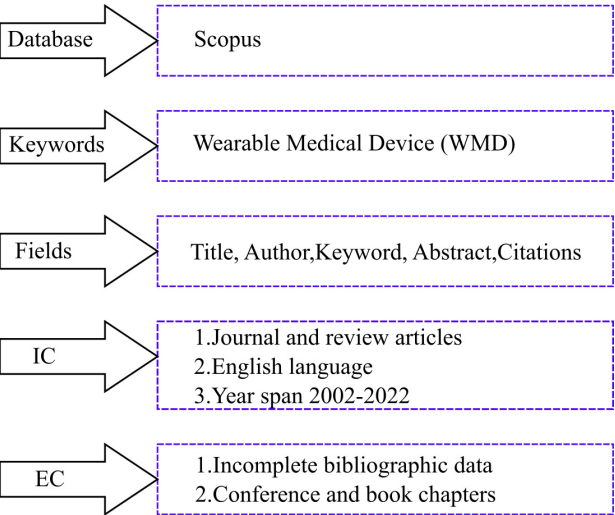 Database
Scopus
Keywords
Wearable Medical Device (WMD)
Fields
Title, Author,Keyword, Abstract,Citations
IC
1.Journal and review articles
2.English language
3.Year span 2002-2022
EC
1.Incomplete bibliographic data
2.Conference and book chapters